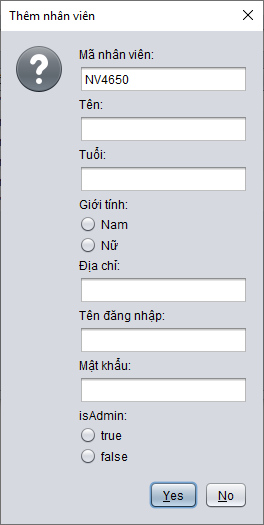 Thêm nhân viên
?
Mã nhân viên:
NV4650
Tên:
Tuổi:
Giới tính:
Nam
Nữ
Địa chỉ:
Tên đăng nhập:
Mật khẩu:
isAdmin:
true
false
Yes No